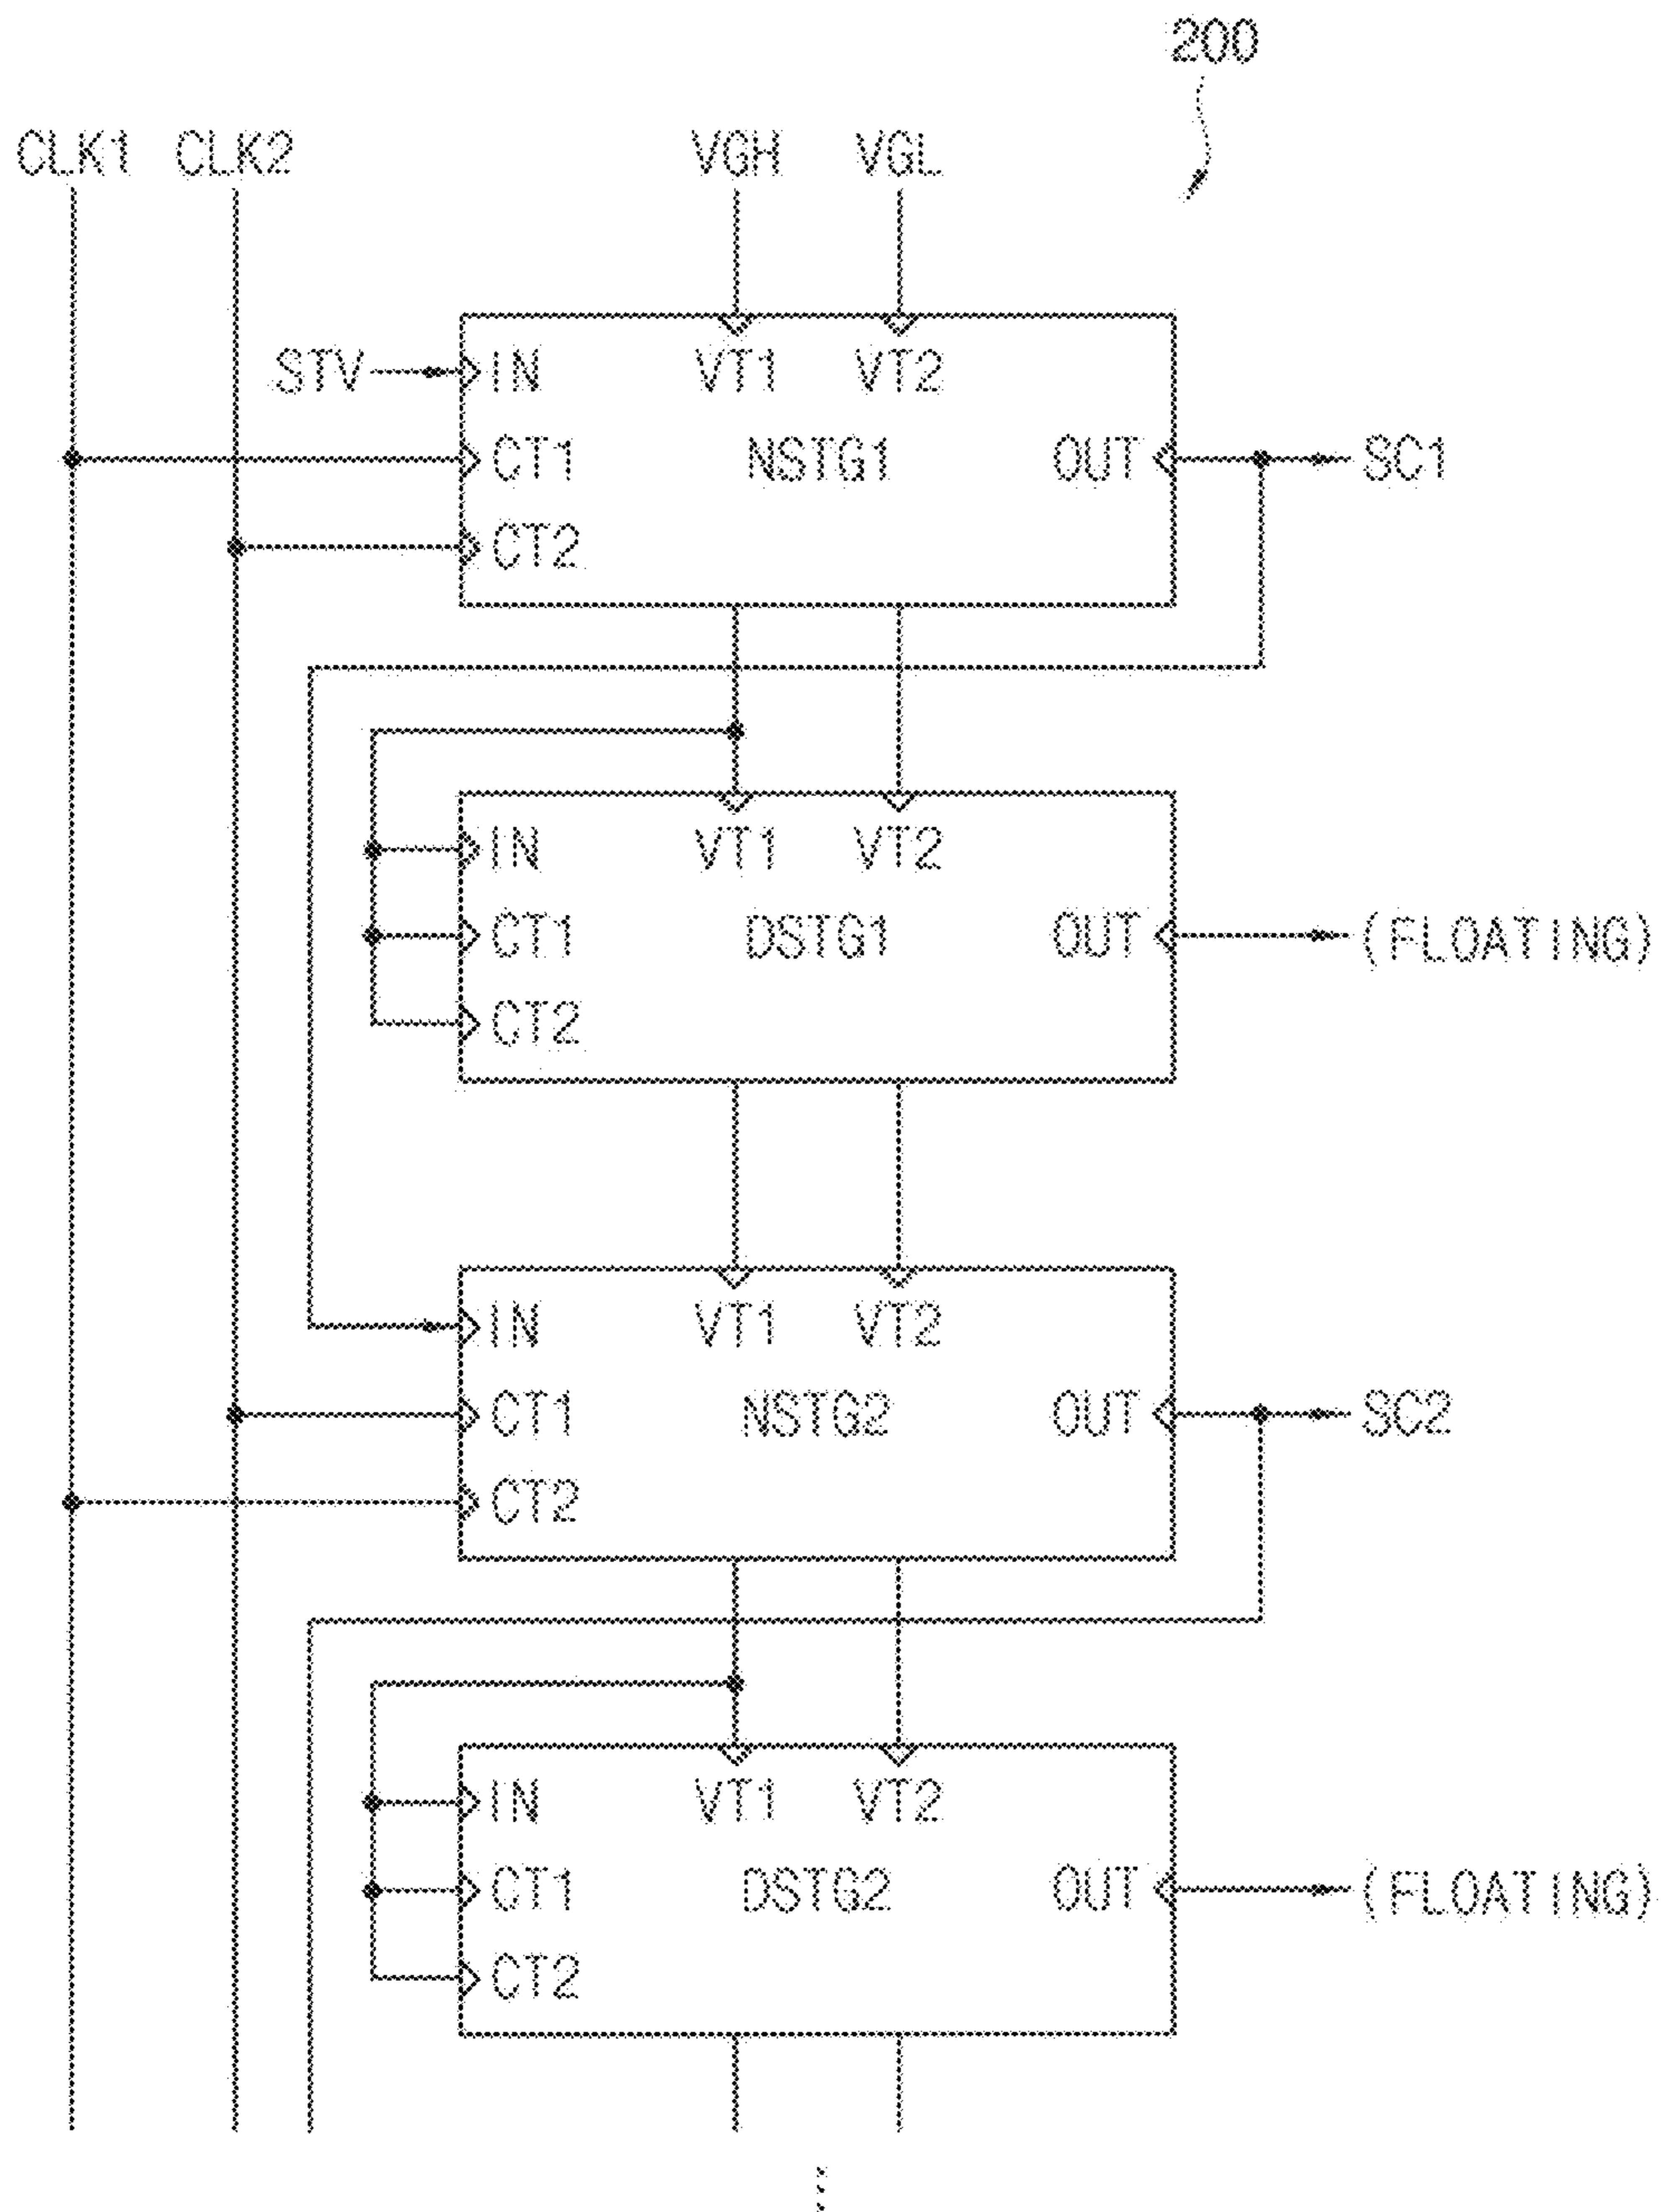 200
CLK1 CLK2 VGH VGL
STV IN VT1 VT2
CT1 NSTG1 OUT SC1
CT2
IN VT1 VT2
CT1 DSTG1 OUT (FLOATING)
CT2
IN VT1 VT2
CT1 NSTG2 OUT SC2
CT2
IN VT1 VT2
CT1 DSTG2 OUT (FLOATING)
CT2